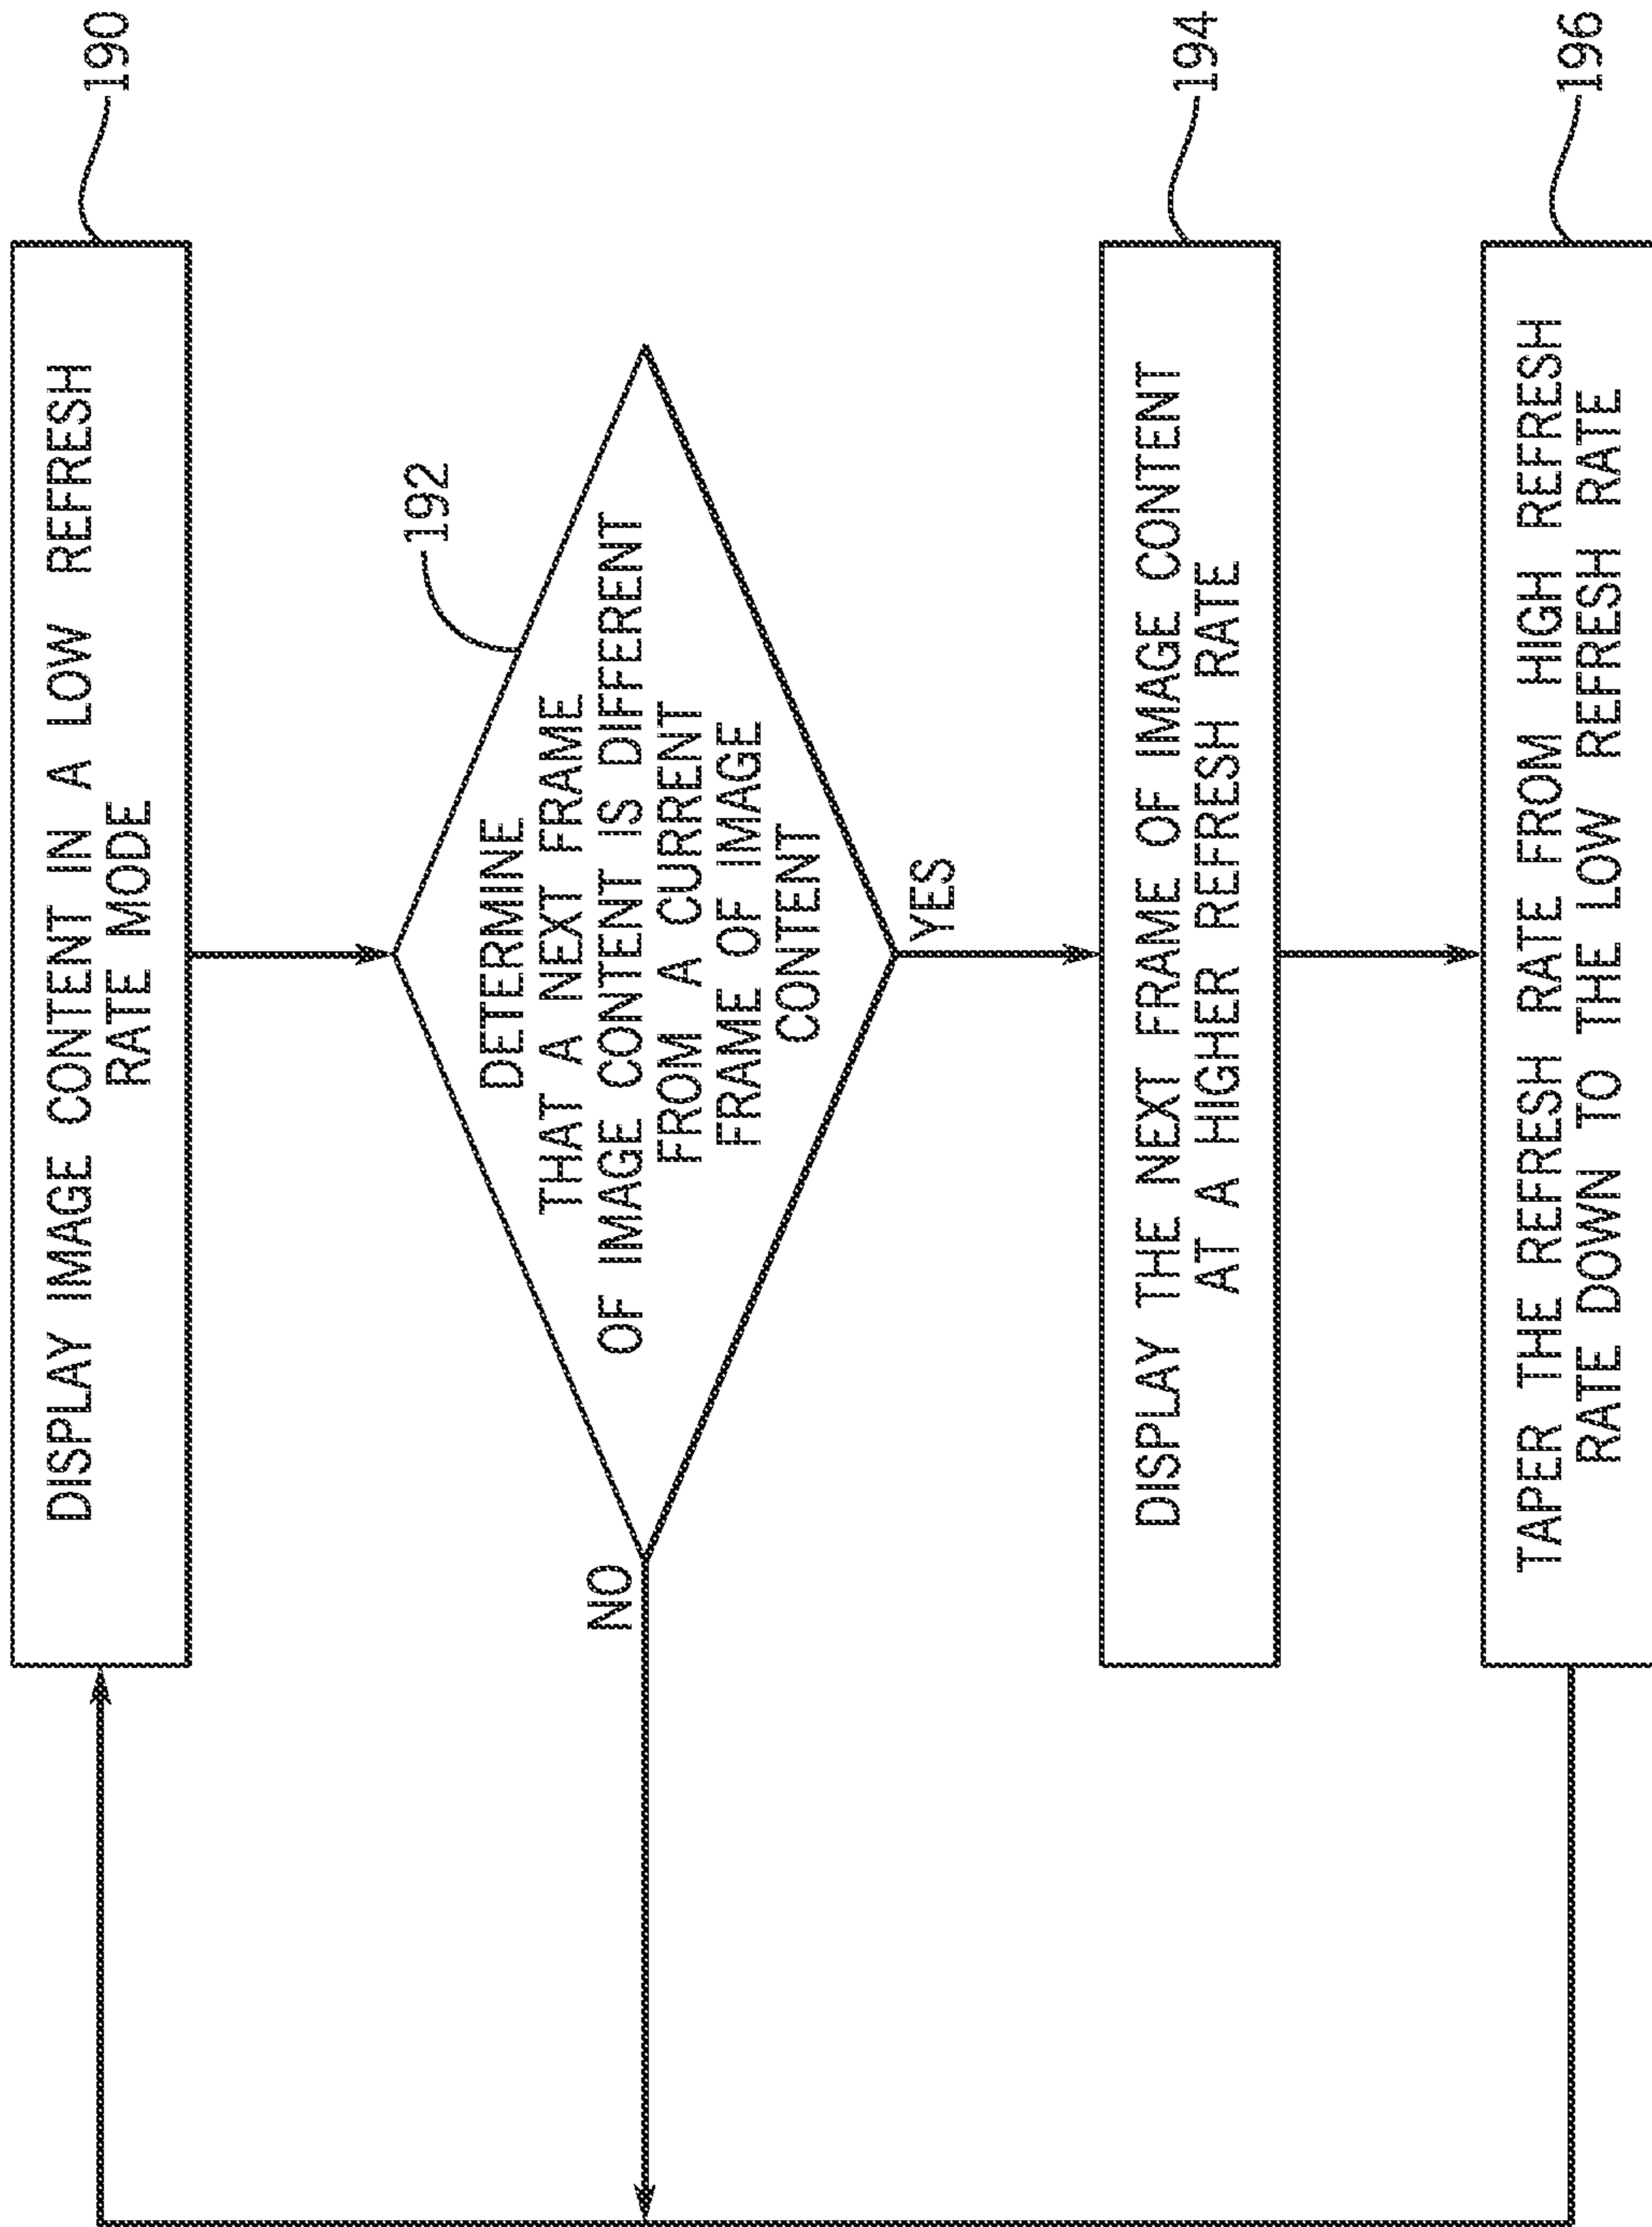 DISPLAY IMAGE CONTENT IN A LOW REFRESH
RATE MODE
190
192
DETERMINE
THAT A NEXT FRAME
OF IMAGE CONTENT IS DIFFERENT
FROM A CURRENT
FRAME OF IMAGE
CONTENT
NO
YES
DISPLAY THE NEXT FRAME OF IMAGE CONTENT
AT A HIGHER REFRESH RATE
194
TAPER THE REFRESH RATE FROM HIGH REFRESH
RATE DOWN TO THE LOW REFRESH RATE
196